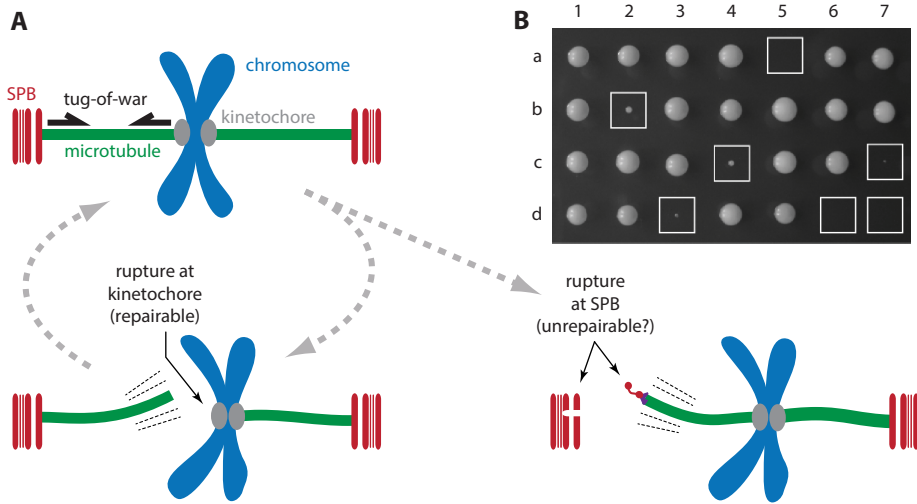 A
SPB
tug-of-war
chromosome
kinetochore
microtubule
rupture at
kinetochore
(repairable)
B
1 2 3 4 5 6 7
a
b
c
d
rupture
at SPB
(unrepairable?)